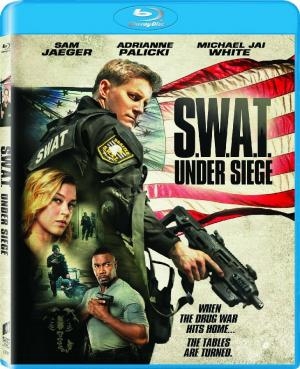 Blu-ray Disc
SAM
JAEGER
ADRIANNE
PALICKI
MICHAEL JAI
WHITE
S.W.A.T.
UNDER SIEGE
SWAT
SWAT
S.W.A.T. UNDER SIEGE
WHEN
THE DRUG WAR
HITS HOME...
THE TABLES
ARE TURNED.